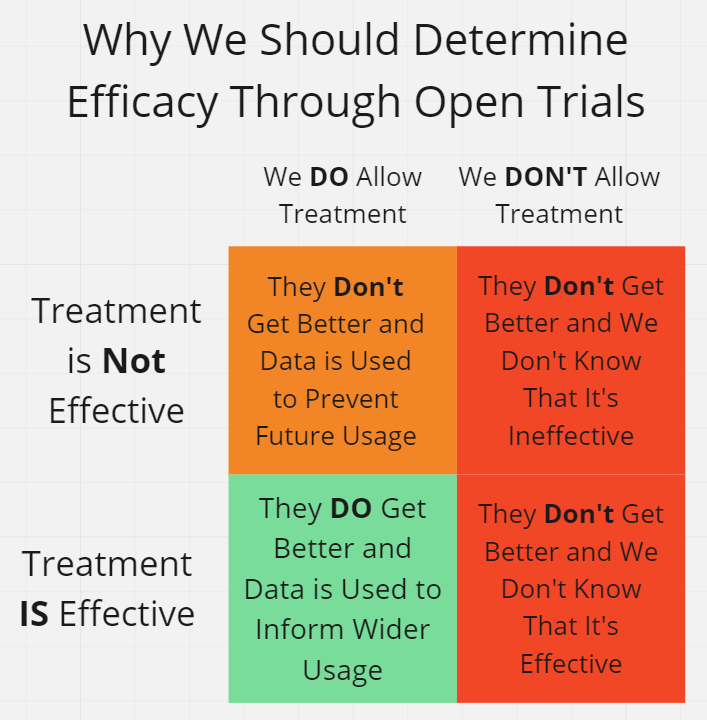 Why We Should Determine
Efficacy Through Open Trials
We DO Allow
Treatment
We DON'T Allow
Treatment
Treatment
is Not
Effective
They Don't
Get Better and
Data is Used
to Prevent
Future Usage
They Don't Get
Better and We
Don't Know
That It's
Ineffective
Treatment
IS Effective
They DO Get
Better and
Data is Used to
Inform Wider
Usage
They Don't Get
Better and We
Don't Know
That It's
Effective